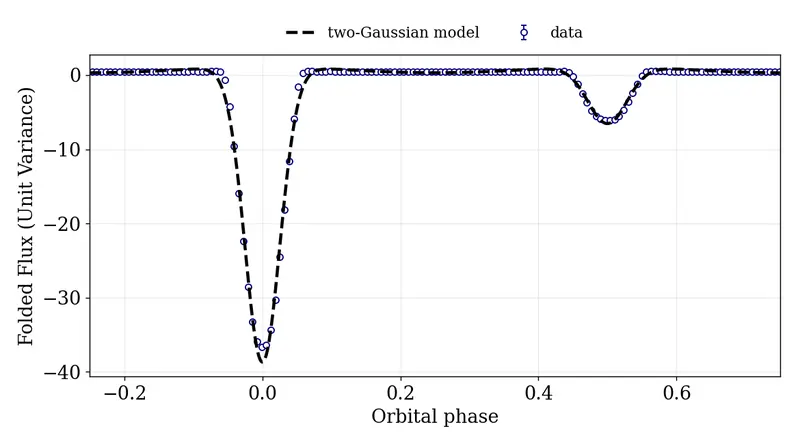 two-Gaussian model data
0
−10
−20
−30
−40
Folded Flux (Unit Variance)
−0.2 0.0 0.2 0.4 0.6
Orbital phase